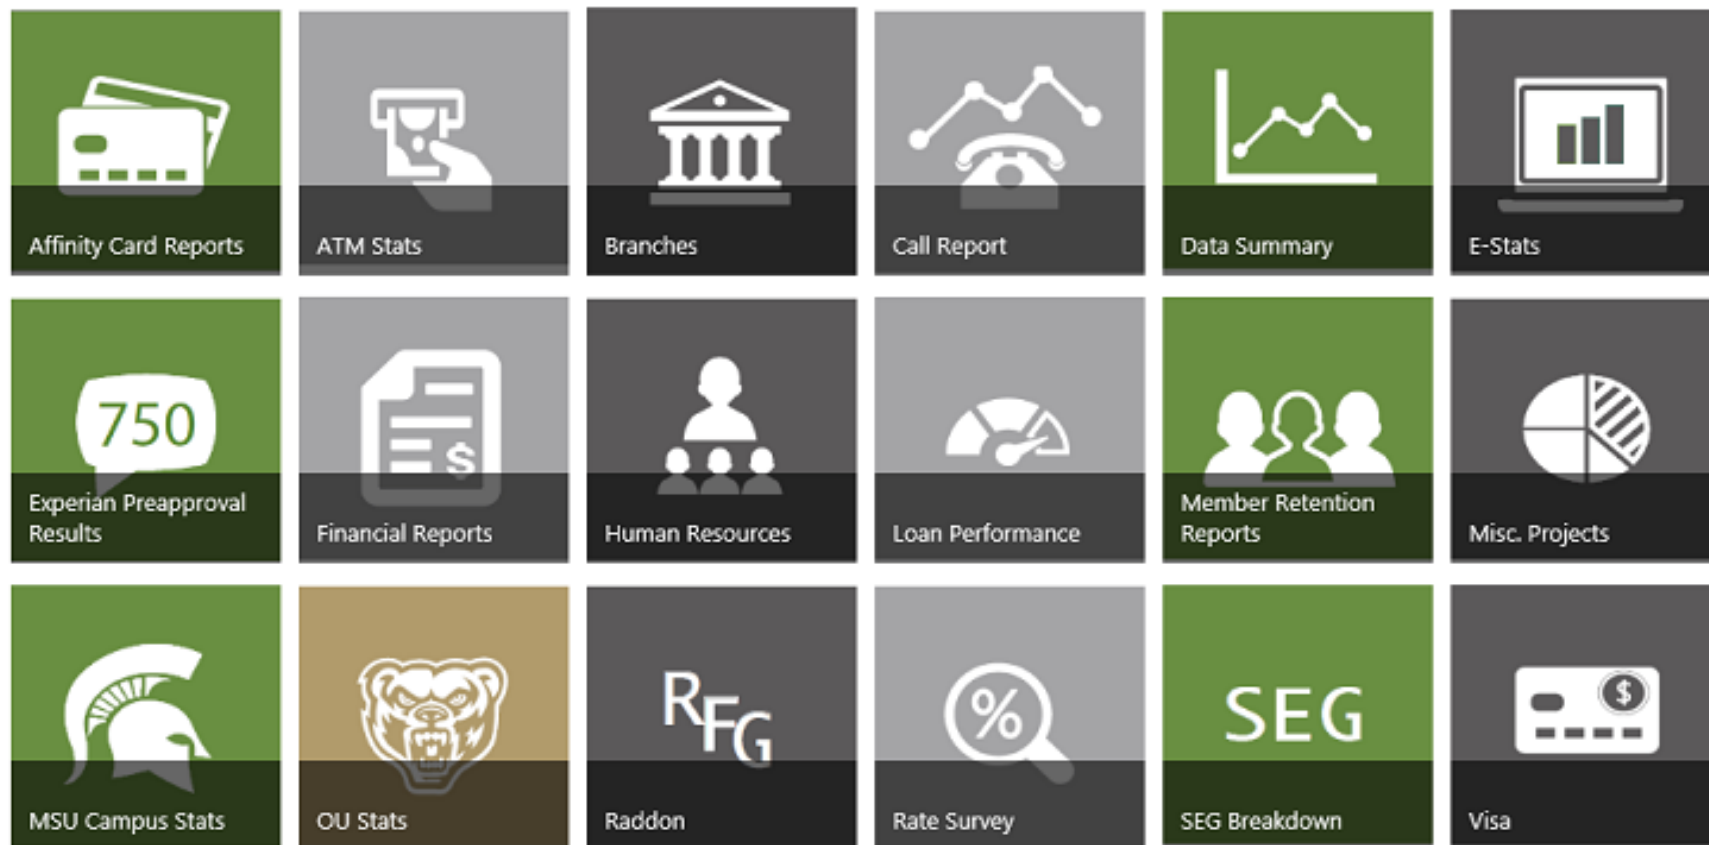 Affinity Card Reports
ATM Stats
Branches
Call Report
Data Summary
E-Stats
750
Experian Preapproval
Results
$
Financial Reports
Human Resources
Loan Performance
Member Retention
Reports
Misc. Projects
MSU Campus Stats
OU Stats
RFG
Raddon
%
Rate Survey
SEG
SEG Breakdown
$
Visa